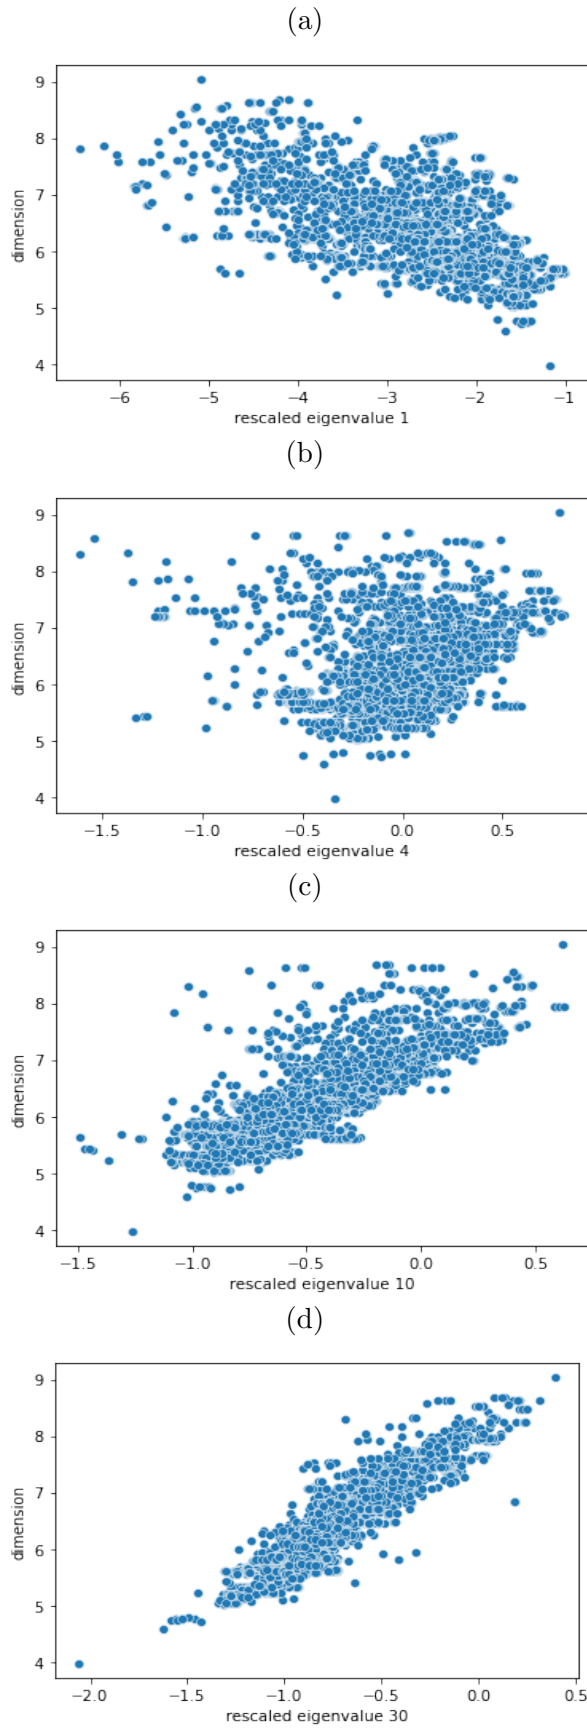 (a)
9
8
7
6
5
4
dimension
−6 −5 −4 −3 −2 −1
rescaled eigenvalue 1
(b)
9
8
7
6
5
4
dimension
−1.5 −1.0 −0.5 0.0 0.5
rescaled eigenvalue 4
(c)
9
8
7
6
5
4
dimension
−1.5 −1.0 −0.5 0.0 0.5
rescaled eigenvalue 10
(d)
9
8
7
6
5
4
dimension
−2.0 −1.5 −1.0 −0.5 0.0 0.5
rescaled eigenvalue 30